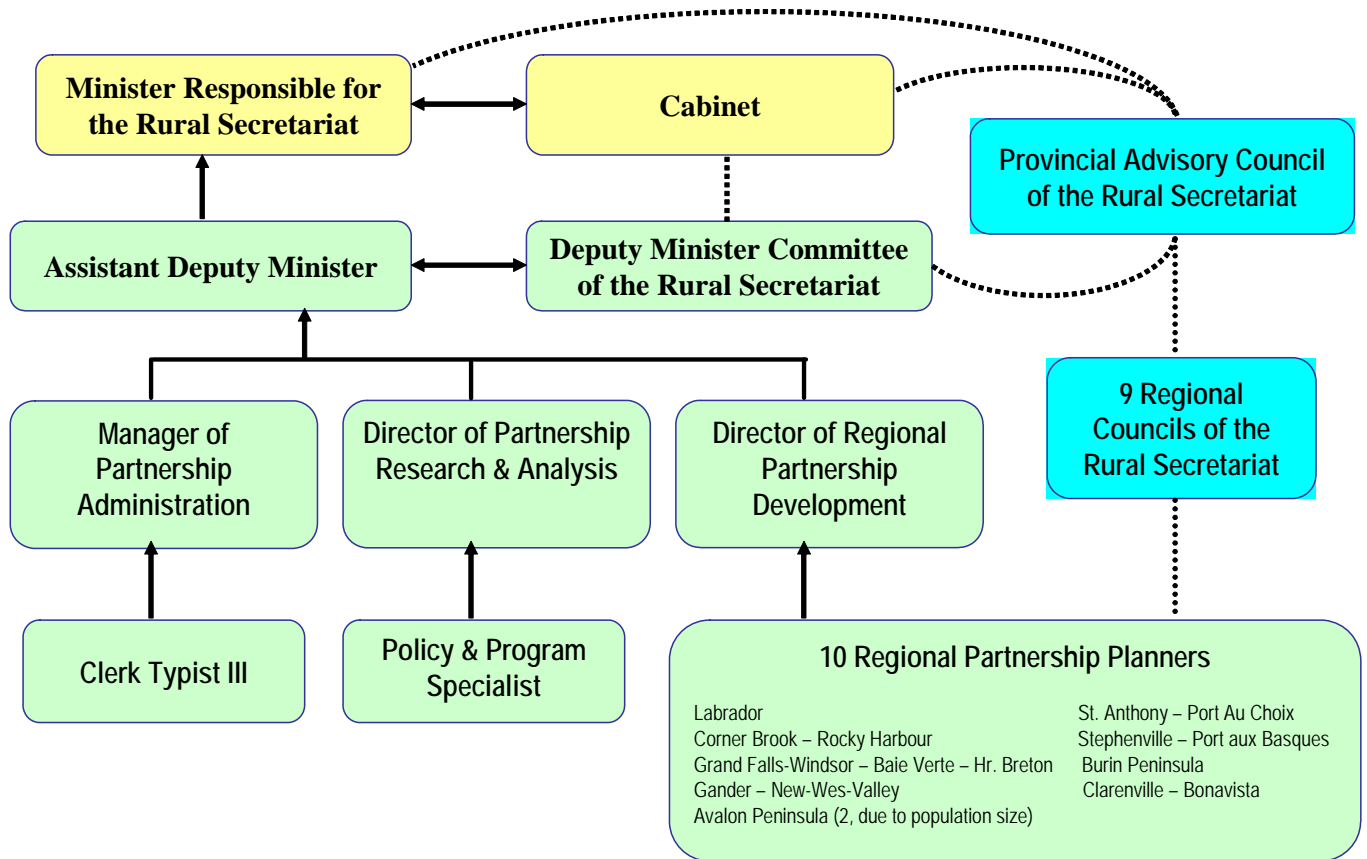 Minister Responsible for
the Rural Secretariat
Cabinet
Provincial Advisory Council
of the Rural Secretariat
Assistant Deputy Minister
Deputy Minister Committee
of the Rural Secretariat
9 Regional
Councils of the
Rural Secretariat
Manager of
Partnership
Administration
Director of Partnership
Research & Analysis
Director of Regional
Partnership
Development
Clerk Typist III
Policy & Program
Specialist
10 Regional Partnership Planners
Labrador
Corner Brook – Rocky Harbour
Grand Falls-Windsor – Baie Verte – Hr. Breton
Gander – New-Wes-Valley
Avalon Peninsula (2, due to population size)
St. Anthony – Port Au Choix
Stephenville – Port aux Basques
Burin Peninsula
Clarenville – Bonavista